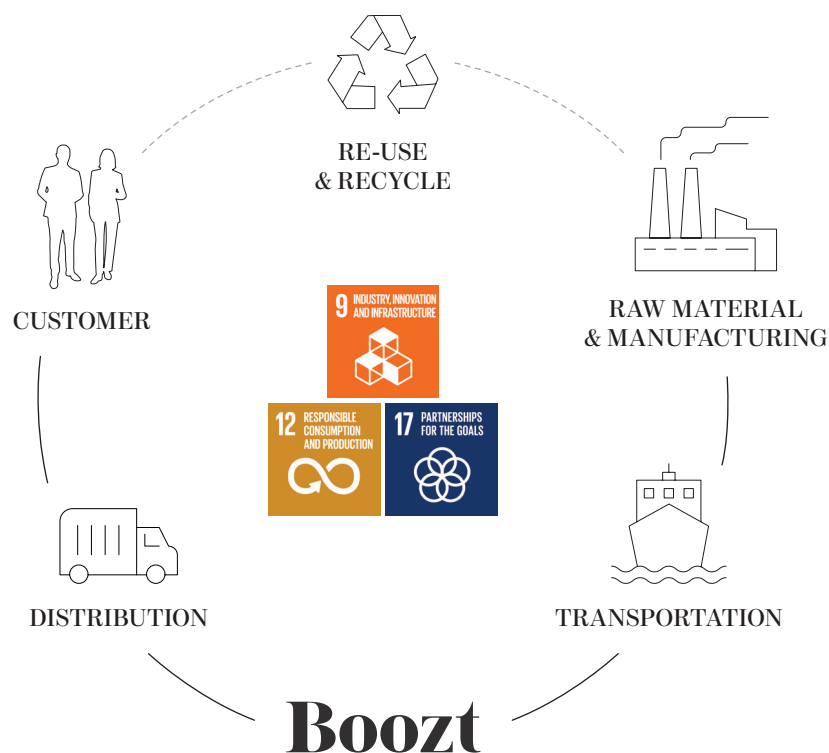 RE-USE
& RECYCLE
CUSTOMER
RAW MATERIAL
& MANUFACTURING
9 INDUSTRY, INNOVATION
AND INFRASTRUCTURE
12 RESPONSIBLE
CONSUMPTION
AND PRODUCTION
17 PARTNERSHIPS
FOR THE GOALS
DISTRIBUTION
TRANSPORTATION
Boozt